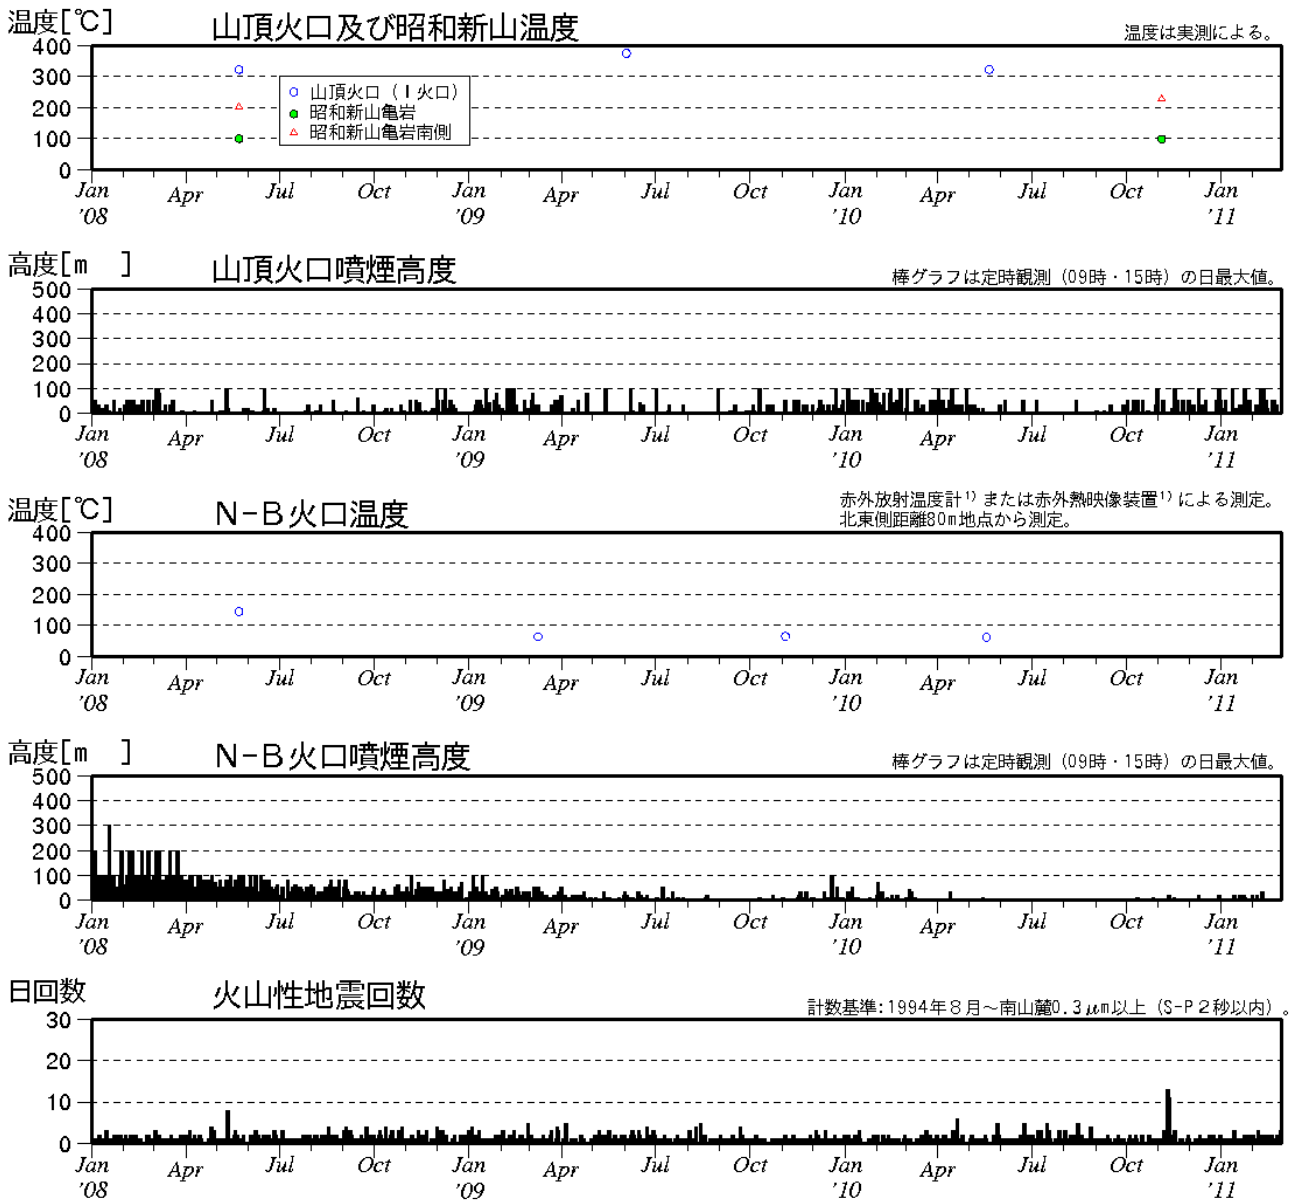 温度[℃] 山頂火口及び昭和新山温度 温度は実測による。
400
300
200
100
0
山頂火口（Ｉ火口）
昭和新山亀岩
昭和新山亀岩南側
Jan Apr Jul Oct Jan Apr Jul Oct Jan Apr Jul Oct Jan
'08 '09 '10 '11
高度[m ] 山頂火口噴煙高度 棒グラフは定時観測（09時・15時）の日最大値。
500
400
300
200
100
0
Jan Apr Jul Oct Jan Apr Jul Oct Jan Apr Jul Oct Jan
'08 '09 '10 '11
温度[℃] Ｎ−Ｂ火口温度 赤外放射温度計1) または赤外熱映像装置1) による測定。
北東側距離80m地点から測定。
400
300
200
100
0
Jan Apr Jul Oct Jan Apr Jul Oct Jan Apr Jul Oct Jan
'08 '09 '10 '11
高度[m ] Ｎ−Ｂ火口噴煙高度 棒グラフは定時観測（09時・15時）の日最大値。
500
400
300
200
100
0
Jan Apr Jul Oct Jan Apr Jul Oct Jan Apr Jul Oct Jan
'08 '09 '10 '11
日回数 火山性地震回数 計数基準:1994年８月～南山麓0.3μm以上（S-P２秒以内）。
30
20
10
0
Jan Apr Jul Oct Jan Apr Jul Oct Jan Apr Jul Oct Jan
'08 '09 '10 '11